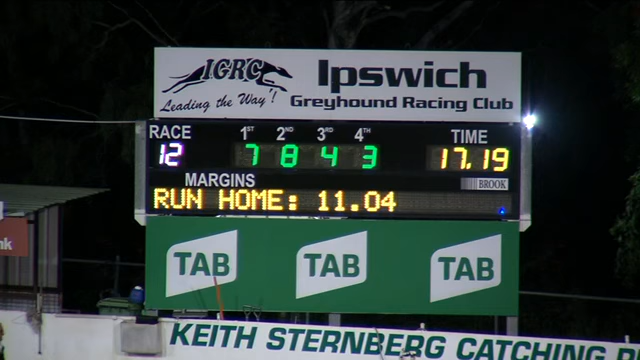 IGRC
Leading the Way'!
Ipswich
Greyhound Racing Club
RACE 1ST 2ND 3RD 4TH TIME
12 7 8 4 3 17.19
MARGINS BROOK
RUN HOME: 11.04
TAB TAB TAB
KEITH STERNBERG CATCHING